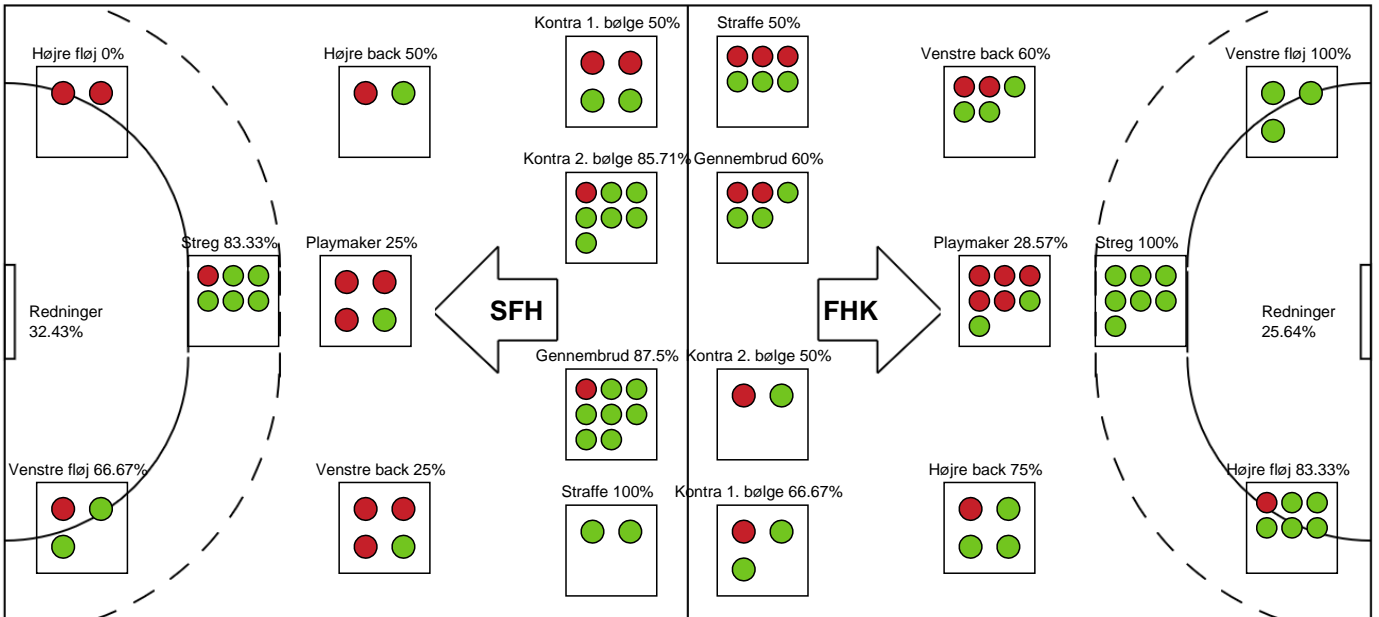 Kontra 1. bølge 50%
Straffe 50%
Højre fløj 0%
Højre back 50%
Venstre back 60%
Venstre fløj 100%
Kontra 2. bølge 85.71%
Gennembrud 60%
Streg 83.33%
Playmaker 25%
Playmaker 28.57%
Streg 100%
Redninger
32.43%
SFH
FHK
Redninger
25.64%
Gennembrud 87.5%
Kontra 2. bølge 50%
Venstre fløj 66.67%
Venstre back 25%
Straffe 100%
Kontra 1. bølge 66.67%
Højre back 75%
Højre fløj 83.33%